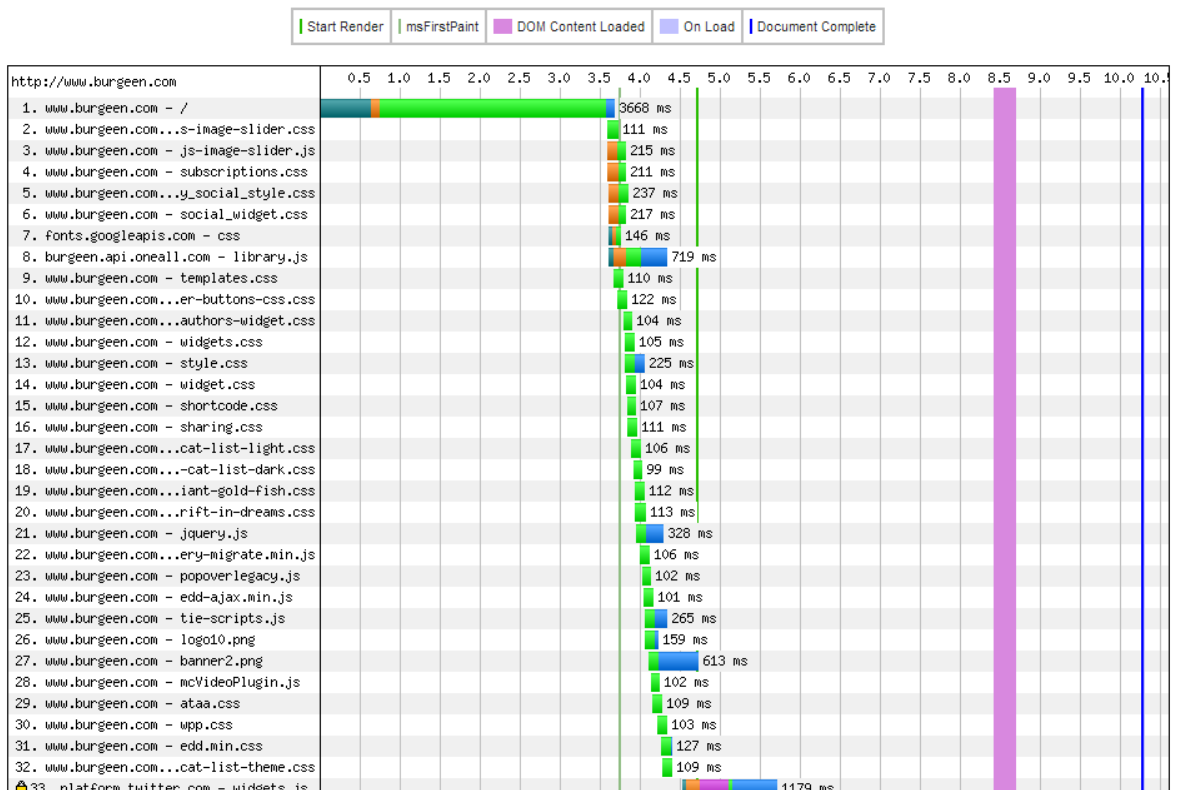 Start Render msFirstPaint DOM Content Loaded On Load Document Complete
http://www.burgeen.com 0.5 1.0 1.5 2.0 2.5 3.0 3.5 4.0 4.5 5.0 5.5 6.0 6.5 7.0 7.5 8.0 8.5 9.0 9.5 10.0 10.
1. www.burgeen.com - / 3668 ms
2. www.burgeen.com...s-image-slider.css 111 ms
3. www.burgeen.com - js-image-slider.js 215 ms
4. www.burgeen.com - subscriptions.css 211 ms
5. www.burgeen.com...y_social_style.css 237 ms
6. www.burgeen.com - social_widget.css 217 ms
7. fonts.googleapis.com - css 146 ms
8. burgeen.api.oneall.com - library.js 719 ms
9. www.burgeen.com - templates.css 110 ms
10. www.burgeen.com...er-buttons-css.css 122 ms
11. www.burgeen.com...authors-widget.css 104 ms
12. www.burgeen.com - widgets.css 105 ms
13. www.burgeen.com - style.css 225 ms
14. www.burgeen.com - widget.css 104 ms
15. www.burgeen.com - shortcode.css 107 ms
16. www.burgeen.com - sharing.css 111 ms
17. www.burgeen.com...cat-list-light.css 106 ms
18. www.burgeen.com...-cat-list-dark.css 99 ms
19. www.burgeen.com...iant-gold-fish.css 112 ms
20. www.burgeen.com...rift-in-dreams.css 113 ms
21. www.burgeen.com - jquery.js 328 ms
22. www.burgeen.com...ery-migrate.min.js 106 ms
23. www.burgeen.com - popoverlegacy.js 102 ms
24. www.burgeen.com - edd-ajax.min.js 101 ms
25. www.burgeen.com - tie-scripts.js 265 ms
26. www.burgeen.com - logo10.png 159 ms
27. www.burgeen.com - banner2.png 613 ms
28. www.burgeen.com - mcVideoPlugin.js 102 ms
29. www.burgeen.com - ataa.css 109 ms
30. www.burgeen.com - wpp.css 103 ms
31. www.burgeen.com - edd.min.css 127 ms
32. www.burgeen.com...cat-list-theme.css 109 ms
33. platform.twitter.com - widgets.js 1179 ms